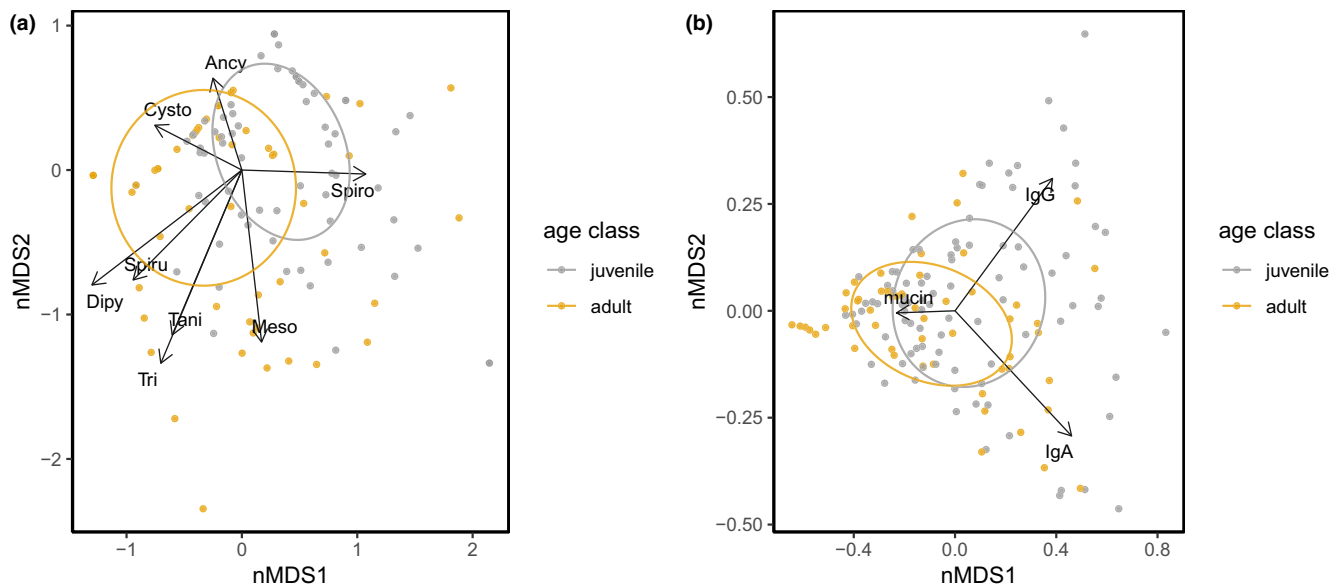 (a)
nMDS2
1
0
−1
−2
Ancy
Cysto
Spiro
Spiru
Dipy
Tani
Meso
Tri
−1
0
1
2
nMDS1
age class
juvenile
adult
(b)
nMDS2
0.50
0.25
0.00
−0.25
−0.50
IgG
mucin
IgA
−0.4
0.0
0.4
0.8
nMDS1
age class
juvenile
adult